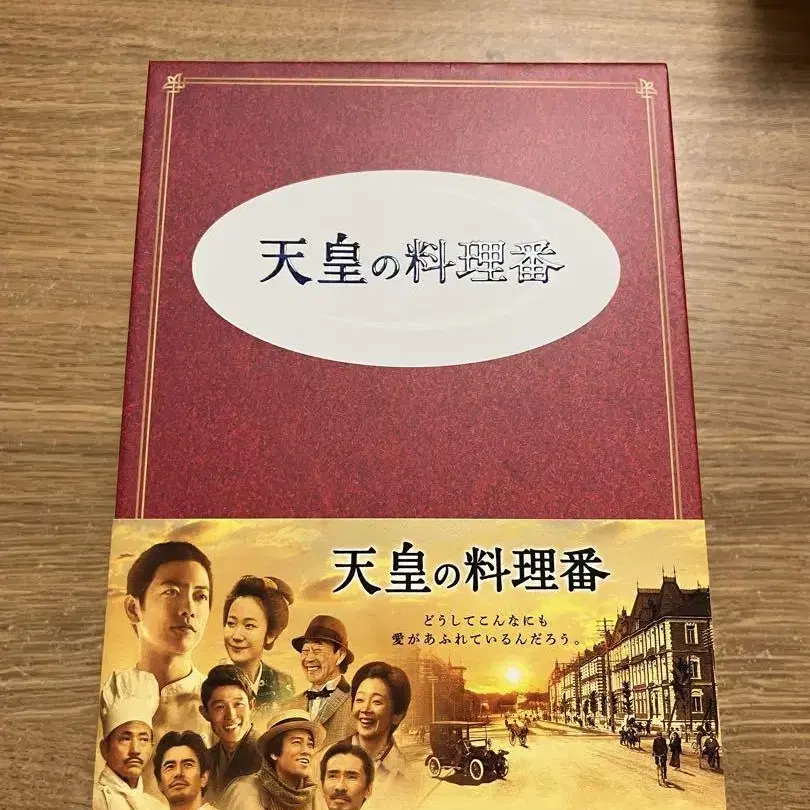 天皇の料理番
天皇の料理番
どうしてこんなにも
愛があふれているんだろう。